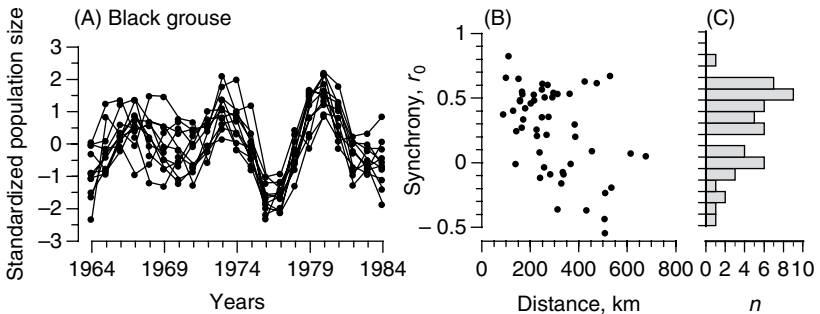 (A) Black grouse
Standardized population size
3
2
1
0
−1
−2
−3
1964 1969 1974 1979 1984
Years
(B)
Synchrony, r0
1
0.5
0
−0.5
0 200 400 600 800
Distance, km
(C)
0 2 4 6 8 10
n